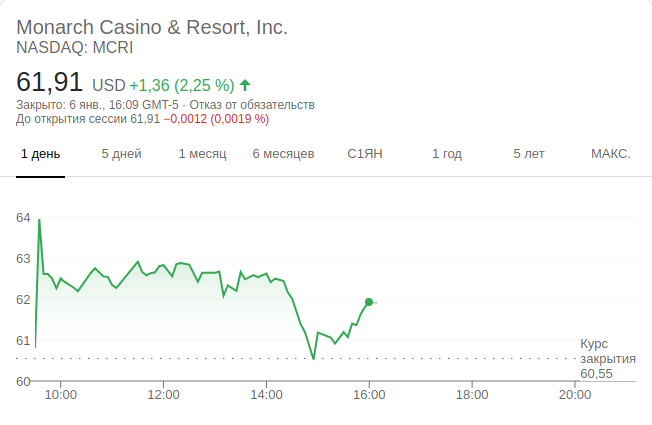 Monarch Casino & Resort, Inc.
NASDAQ: MCRI
61,91 USD +1,36 (2,25 %)
Закрыто: 6 янв., 16:09 GMT-5 · Отказ от обязательств
До открытия сессии 61,91 −0,0012 (0,0019 %)
1 день 5 дней 1 месяц 6 месяцев С1ЯН 1 год 5 лет МАКС.
64
63
62
61
Курс
закрытия
60,55
60
10:00 12:00 14:00 16:00 18:00 20:00